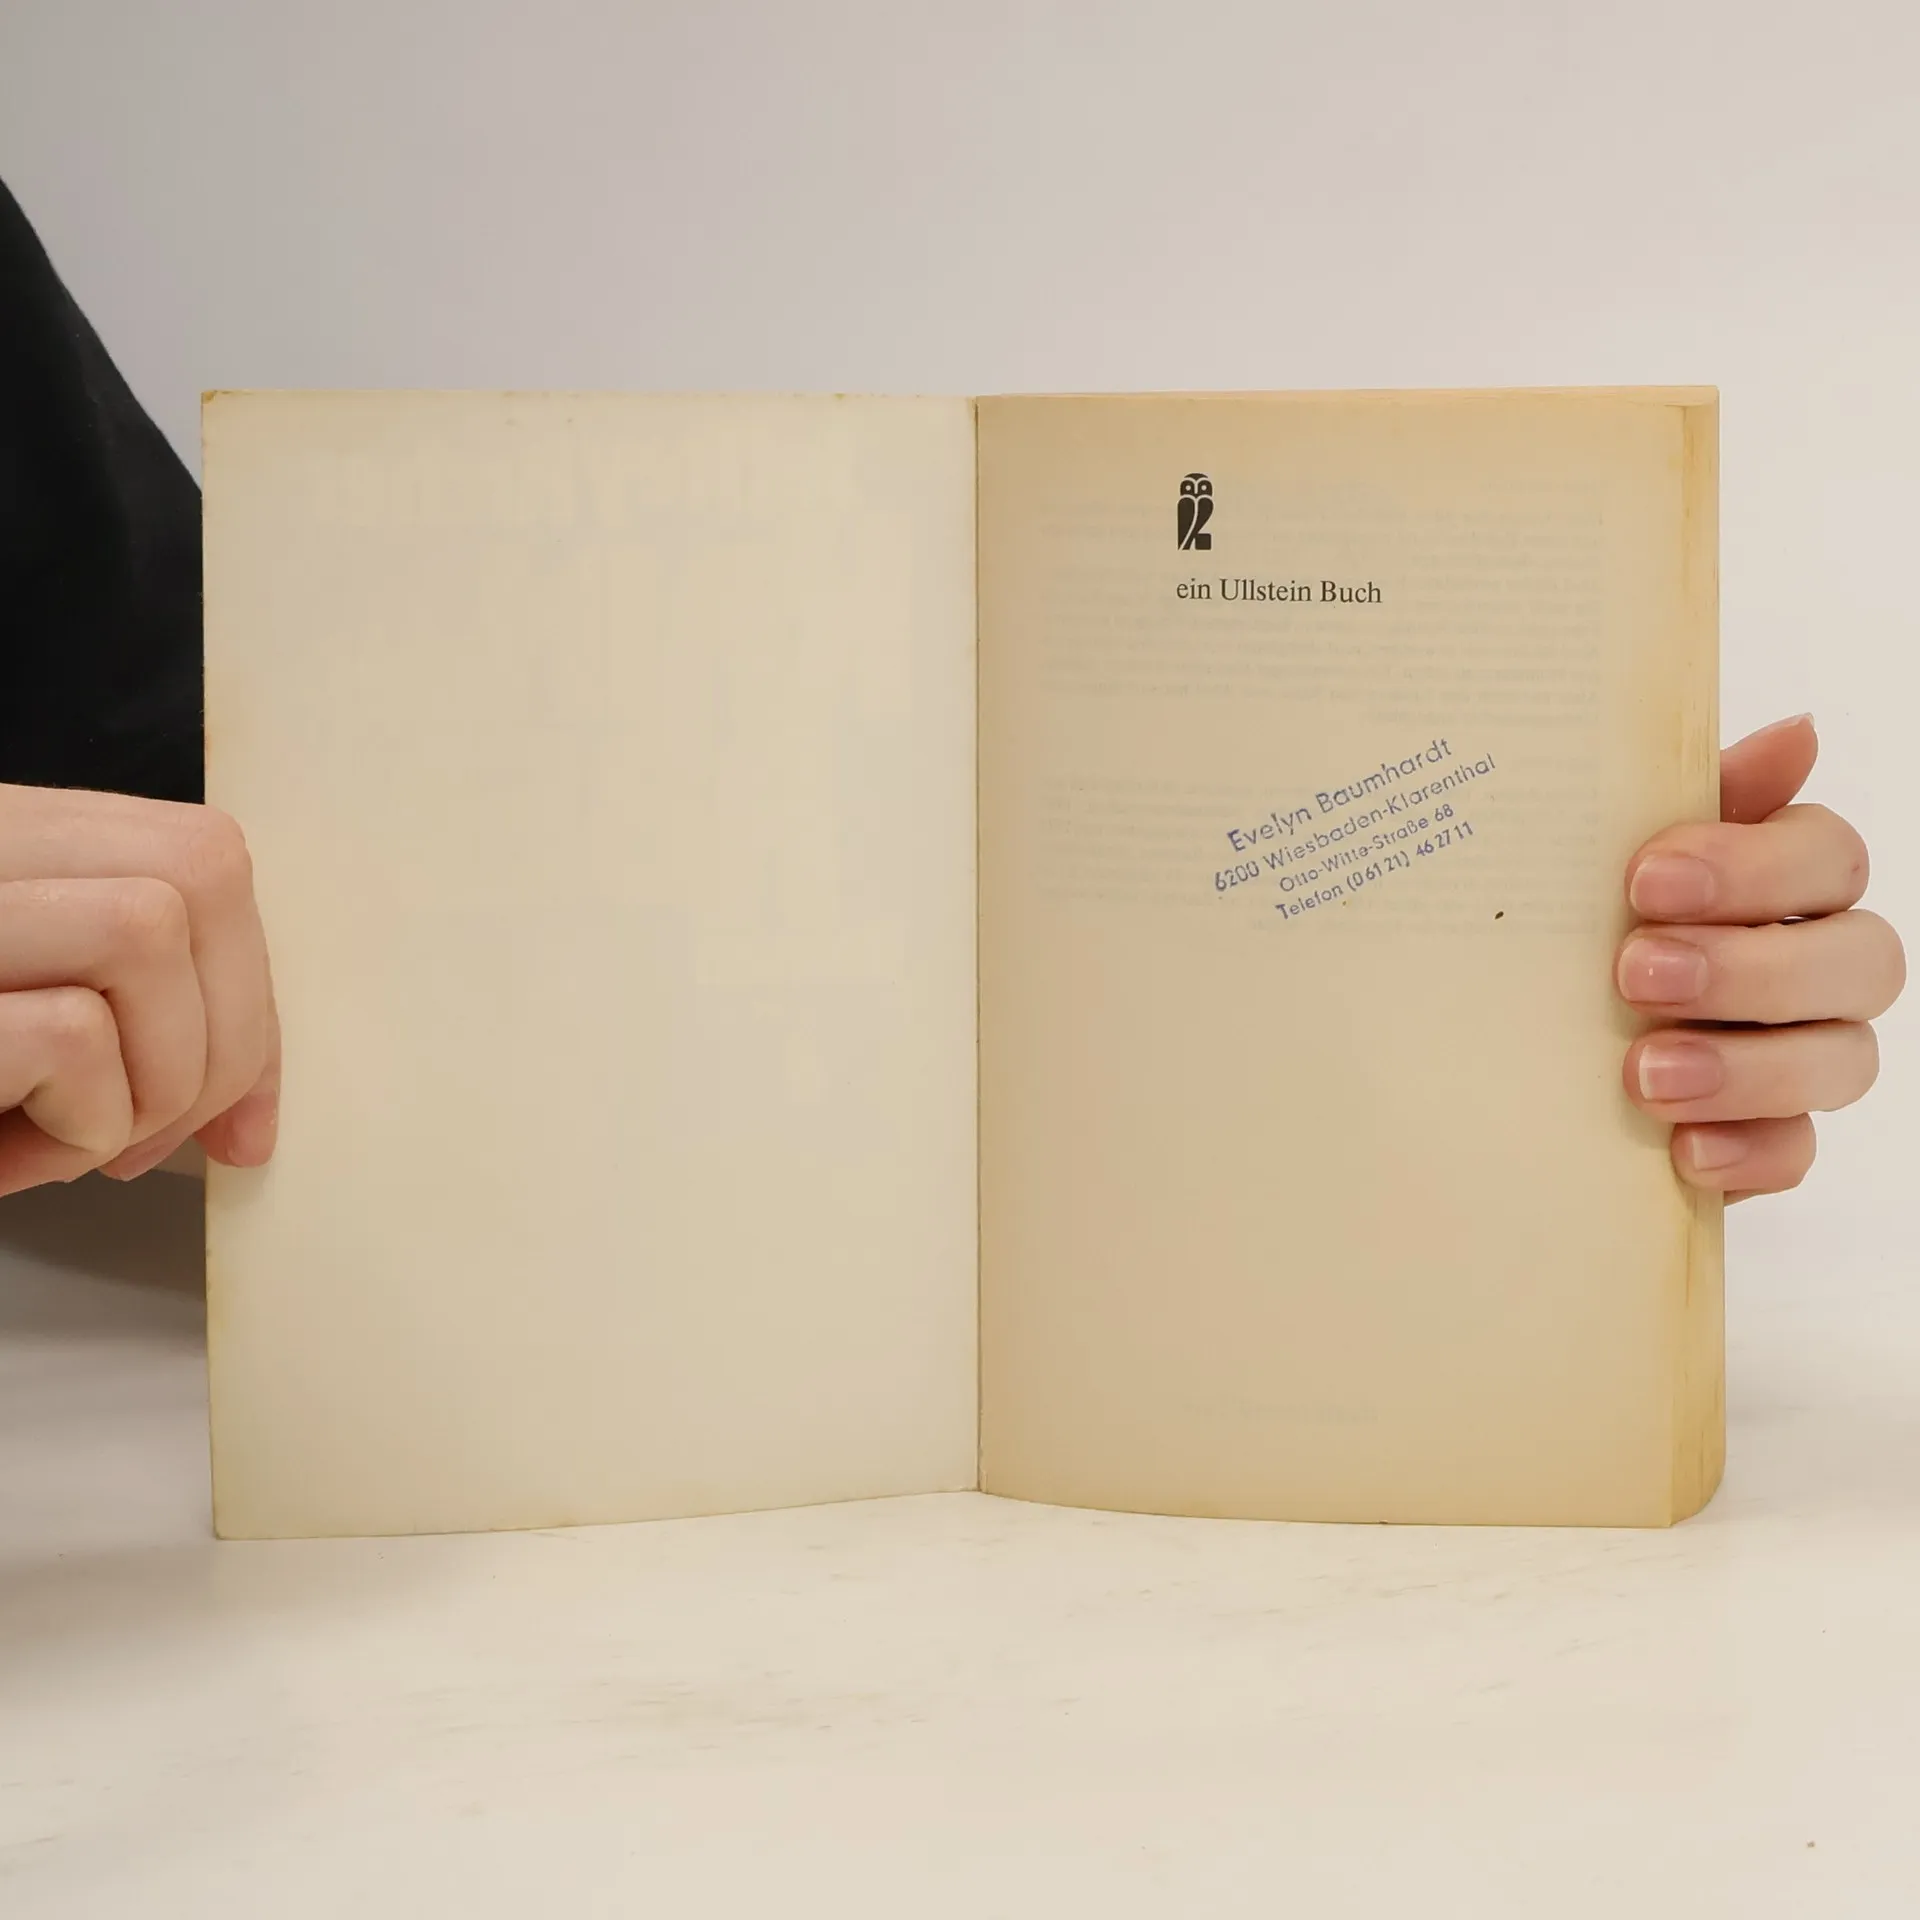 ein Ullstein Buch
Evelyn Baumhardt
6200 Wiesbaden-Klarenthal
Otto-Witte-Straße 68
Telefon (0 61 21) 46 27 11